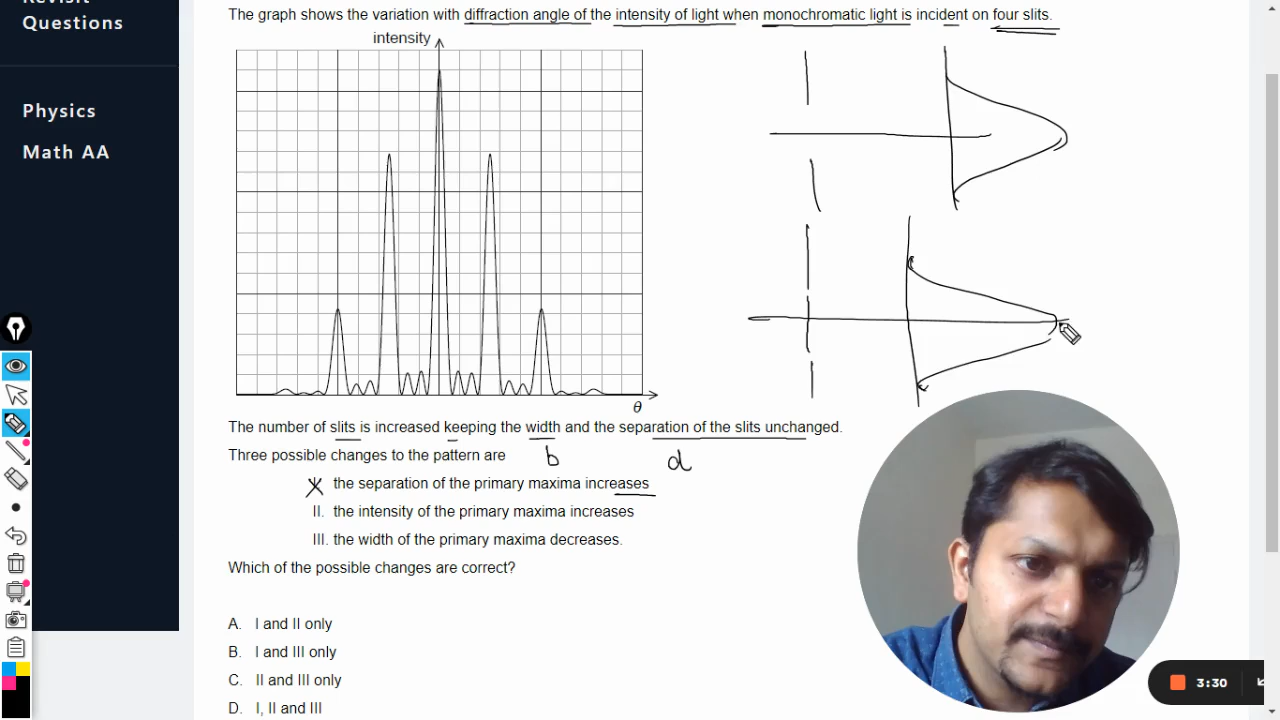 Revisit
Questions
Physics
Math AA
The graph shows the variation with diffraction angle of the intensity of light when monochromatic light is incident on four slits.
intensity
θ
The number of slits is increased keeping the width and the separation of the slits unchanged.
b d
Three possible changes to the pattern are
X the separation of the primary maxima increases
II. the intensity of the primary maxima increases
III. the width of the primary maxima decreases.
Which of the possible changes are correct?
A. I and II only
B. I and III only
C. II and III only
D. I, II and III
3:30